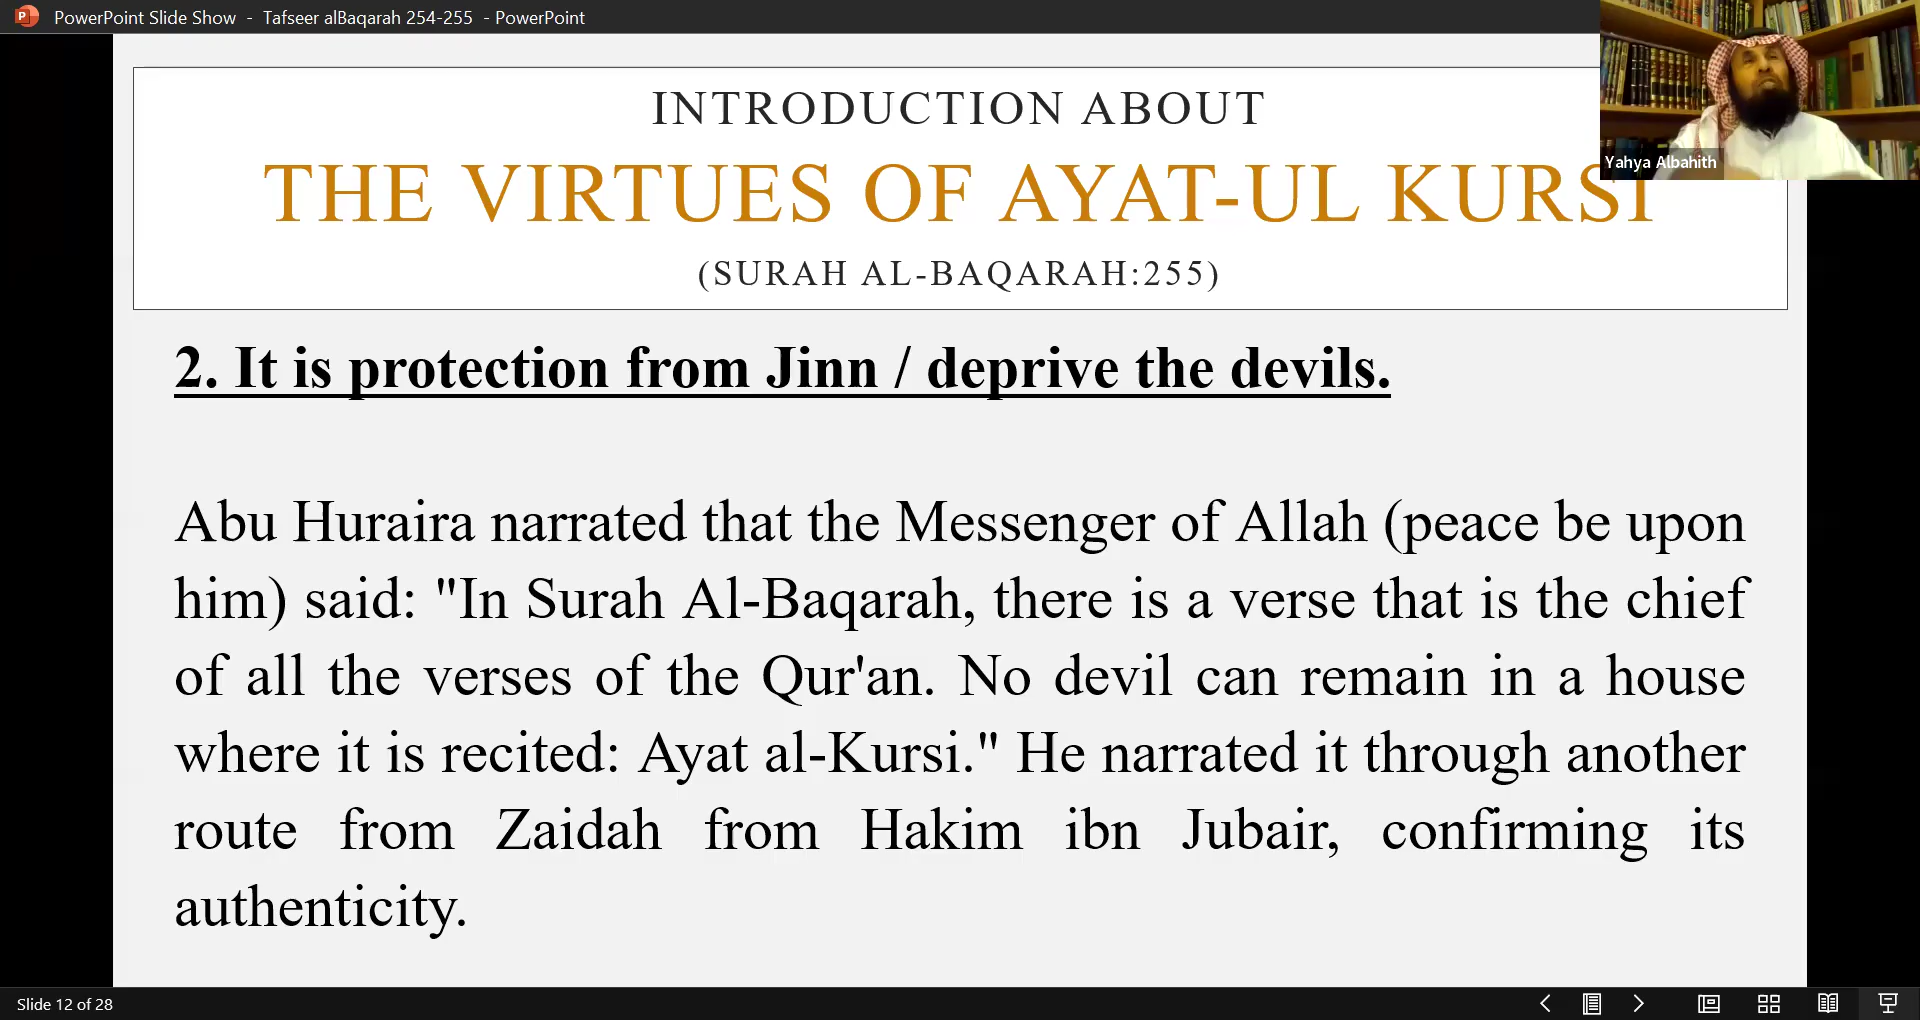 PowerPoint Slide Show - Tafseer alBaqarah 254-255 - PowerPoint
Yahya Albahith
INTRODUCTION ABOUT
THE VIRTUES OF AYAT-UL KURSI
(SURAH AL-BAQARAH:255)
2. It is protection from Jinn / deprive the devils.
Abu Huraira narrated that the Messenger of Allah (peace be upon
him) said: "In Surah Al-Baqarah, there is a verse that is the chief
of all the verses of the Qur'an. No devil can remain in a house
where it is recited: Ayat al-Kursi." He narrated it through another
route from Zaidah from Hakim ibn Jubair, confirming its
authenticity.
Slide 12 of 28